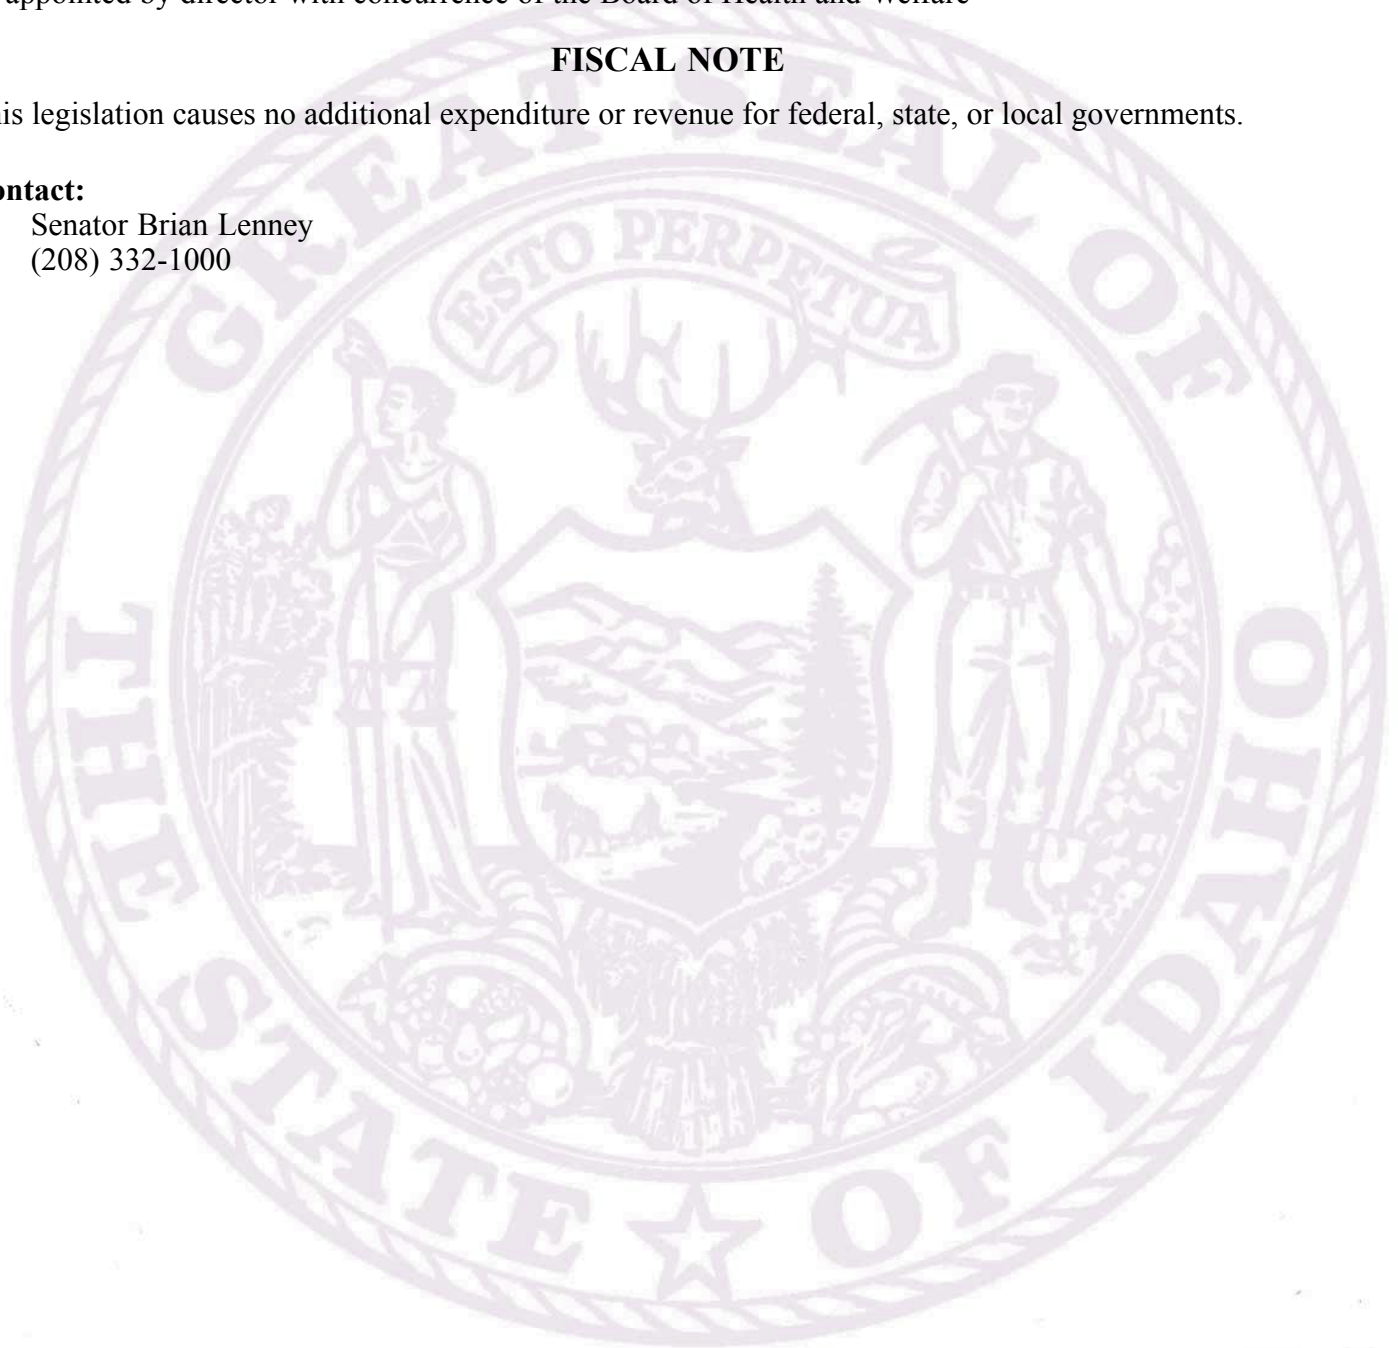 appointed by director with concurrence of the Board of Health and Welfare
FISCAL NOTE
his legislation causes no additional expenditure or revenue for federal, state, or local governments.
ontact:
Senator Brian Lenney
(208) 332-1000
GREAT SEAL OF
ESTO PERPETUA
THE STATE OF IDAHO